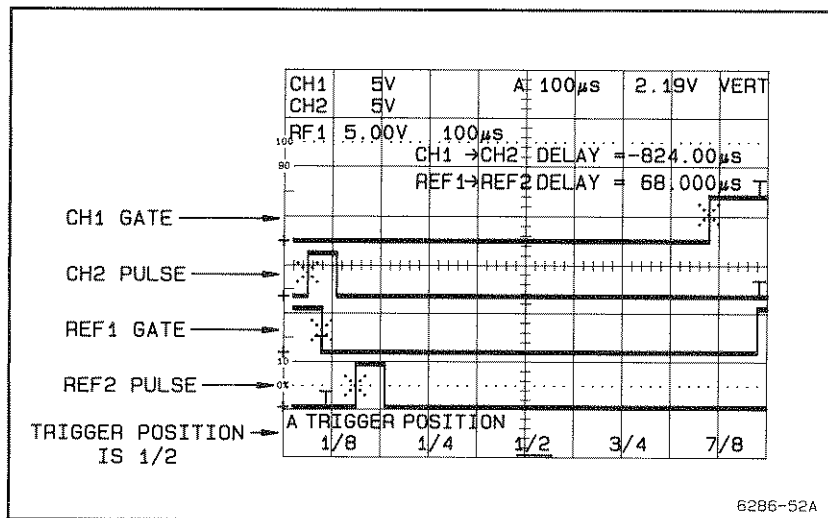 CH1 5V A 100µs 2.19V VERT
CH2 5V
RF1 5.00V 100µs
100
90
CH1 →CH2 DELAY =-824.00µs
REF1→REF2 DELAY = 68.000µs
CH1 GATE
CH2 PULSE
REF1 GATE
10
0%
REF2 PULSE
TRIGGER POSITION
IS 1/2
A TRIGGER POSITION
1/8 1/4 1/2 3/4 7/8
6286-52A